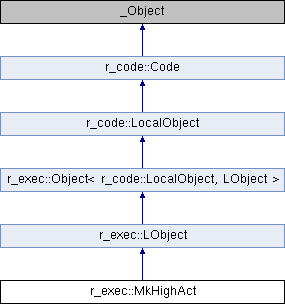 _Object
r_code::Code
r_code::LocalObject
r_exec::Object< r_code::LocalObject, LObject >
r_exec::LObject
r_exec::MkHighAct